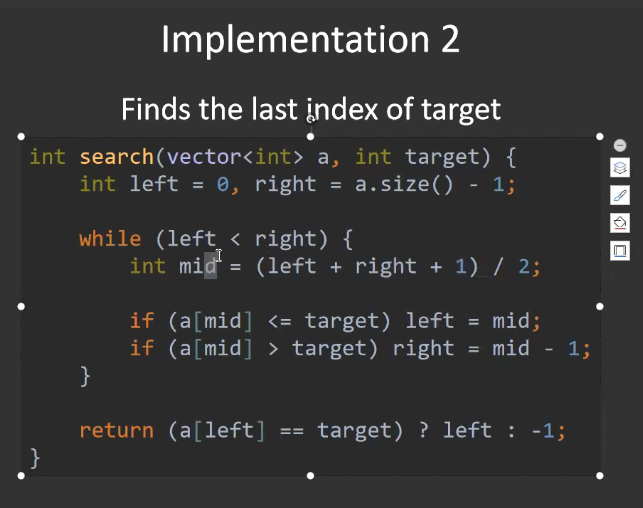 Implementation 2
Finds the last index of target
int search(vector<int> a, int target) {
    int left = 0, right = a.size() - 1;
    while (left < right) {
        int mid = (left + right + 1) / 2;
        if (a[mid] <= target) left = mid;
        if (a[mid] > target) right = mid - 1;
    }
    return (a[left] == target) ? left : -1;
}